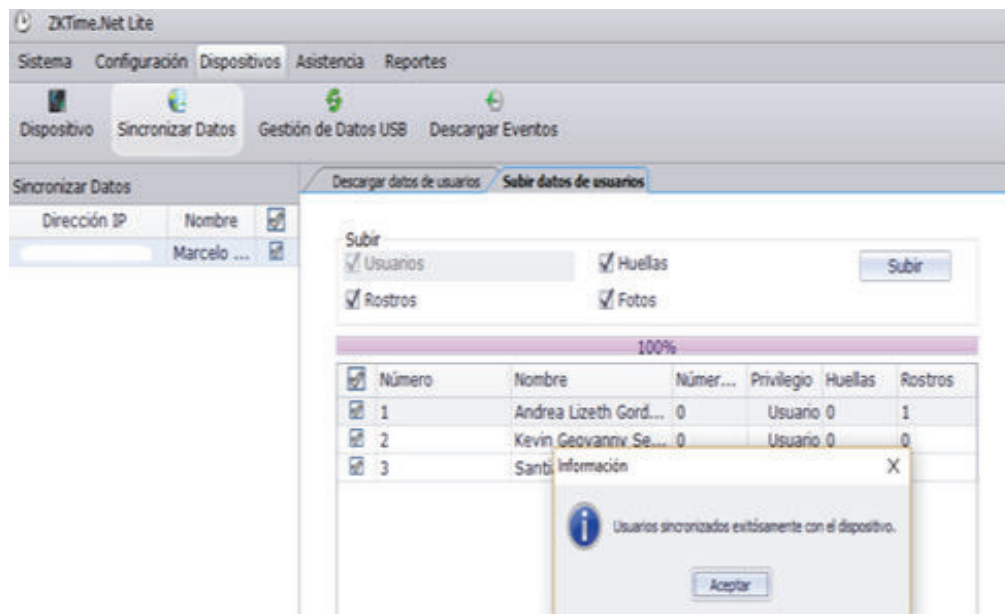 ZKTime.Net Lite
Sistema Configuración Dispositivos Asistencia Reportes
Dispositivo Sincronizar Datos Gestión de Datos USB Descargar Eventos
Sincronizar Datos
Descargar datos de usuarios Subir datos de usuarios
Dirección IP Nombre
Marcelo ...
Subir
Usuarios Huellas Subir
Rostros Fotos
100%
Número Nombre Númer... Privilegio Huellas Rostros
1 Andrea Lizeth Gord... 0 Usuario 0 1
2 Kevin Geovanny Se... 0 Usuario 0 0
3 Santi
Información X
Usuarios sincronizados exitósamente con el dispositivo.
Aceptar